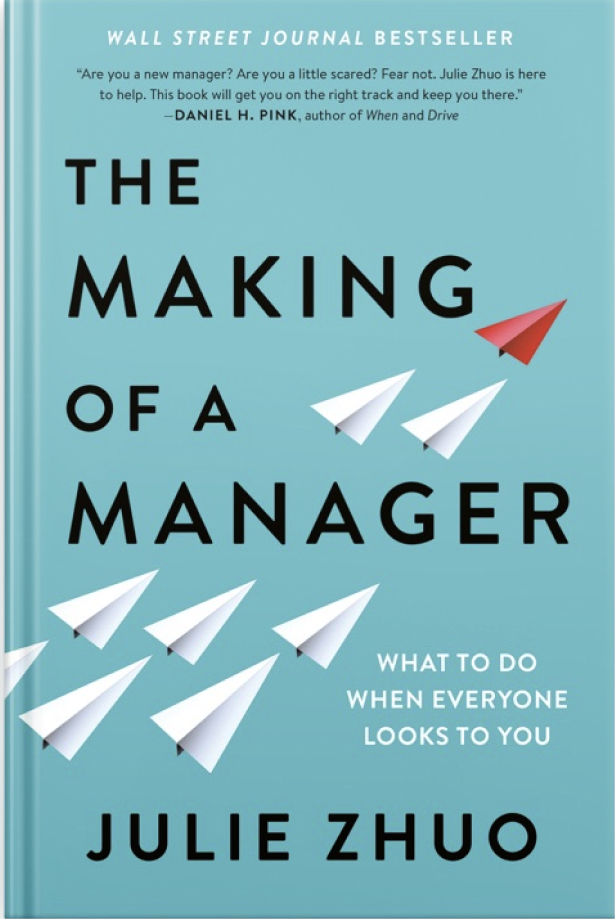 WALL STREET JOURNAL BESTSELLER
“Are you a new manager? Are you a little scared? Fear not. Julie Zhuo is here
to help. This book will get you on the right track and keep you there.”
—DANIEL H. PINK, author of When and Drive
THE
MAKING
OF A
MANAGER
WHAT TO DO
WHEN EVERYONE
LOOKS TO YOU
JULIE ZHUO